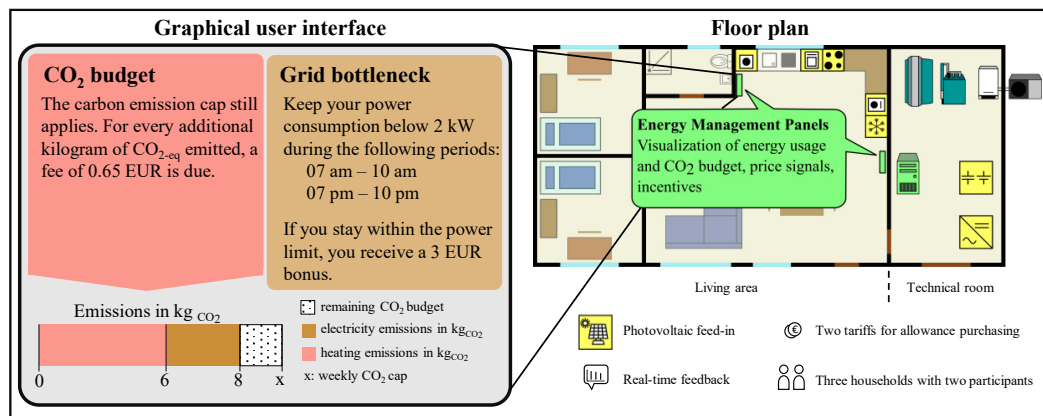 Graphical user interface
CO2 budget
The carbon emission cap still
applies. For every additional
kilogram of CO2-eq emitted, a
fee of 0.65 EUR is due.
Grid bottleneck
Keep your power
consumption below 2 kW
during the following periods:
07 am – 10 am
07 pm – 10 pm
If you stay within the power
limit, you receive a 3 EUR
bonus.
Emissions in kg CO2
0 6 8 x
remaining CO2 budget
electricity emissions in kgCO2
heating emissions in kgCO2
x: weekly CO2 cap
Floor plan
Energy Management Panels
Visualization of energy usage
and CO2 budget, price signals,
incentives
Living area
Technical room
Photovoltaic feed-in
€ Two tariffs for allowance purchasing
Real-time feedback
Three households with two participants